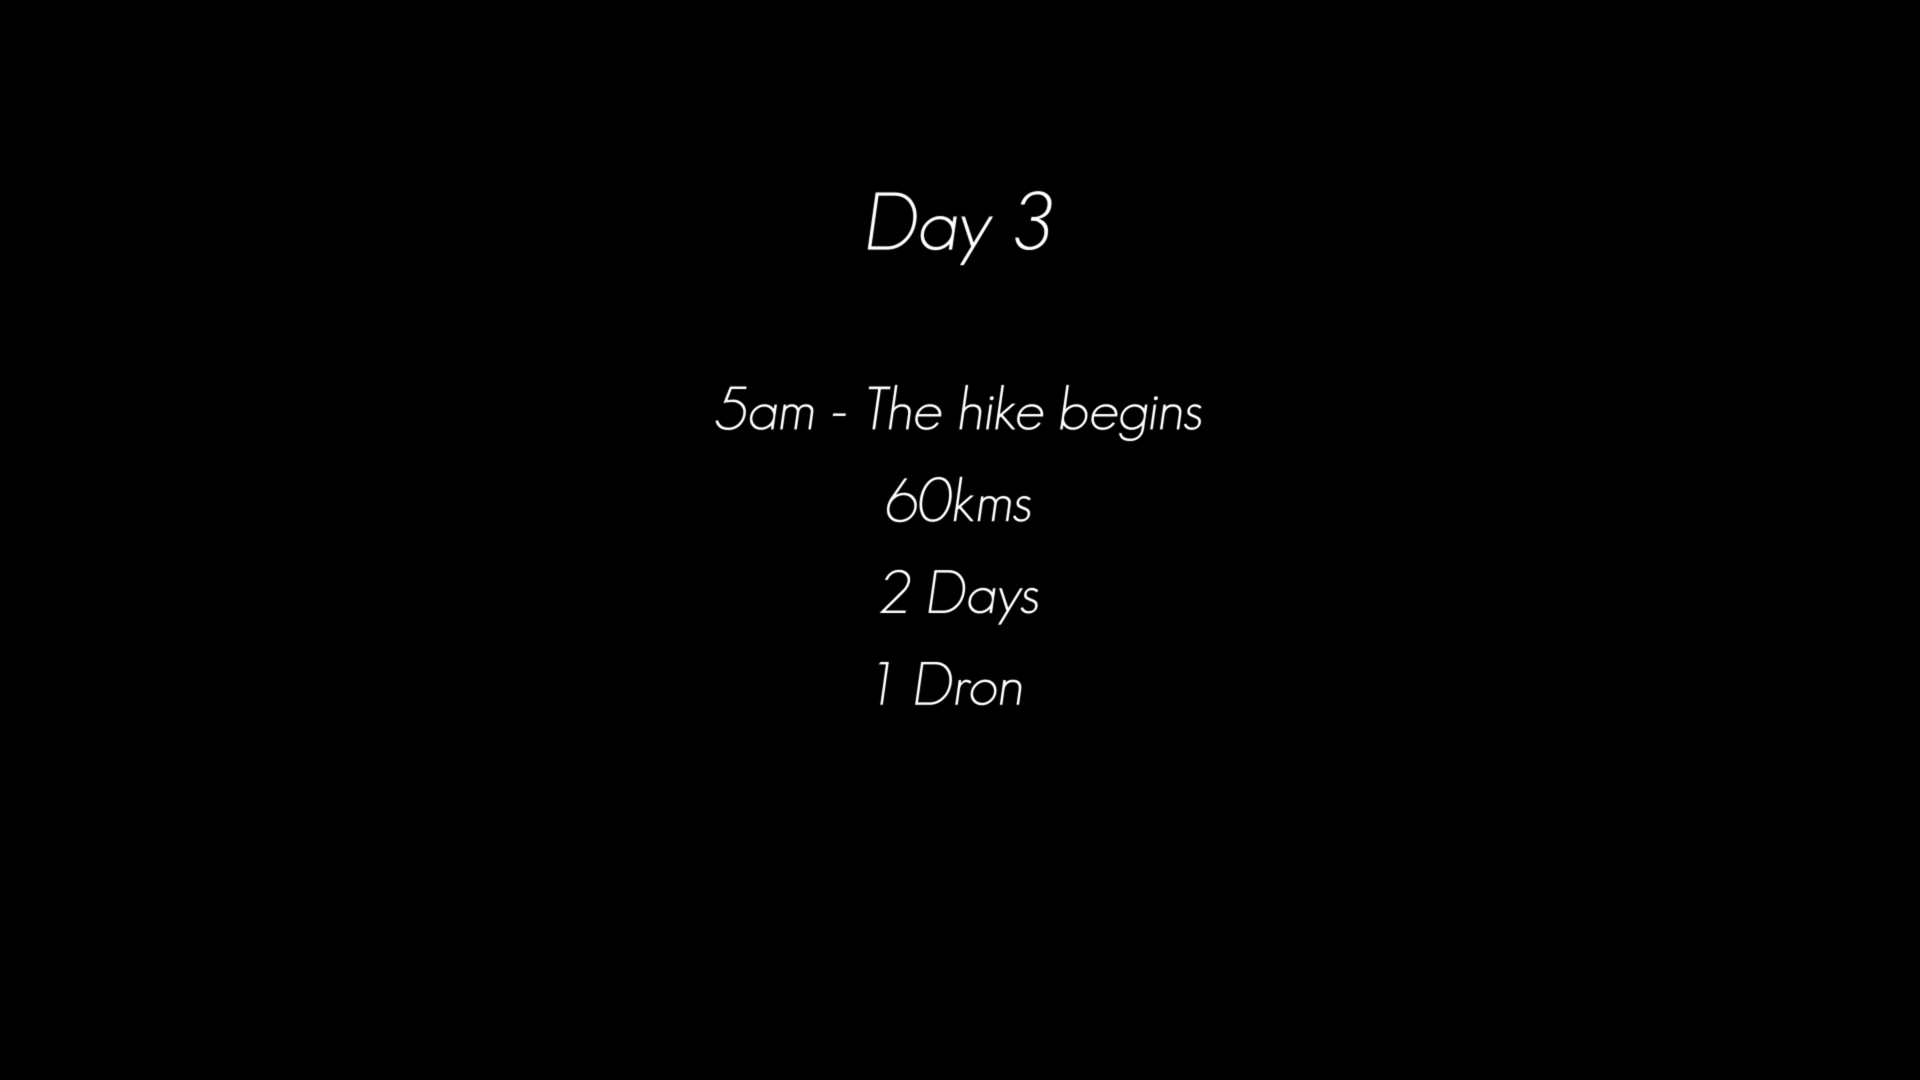 Day 3
5am - The hike begins
60kms
2 Days
1 Dron